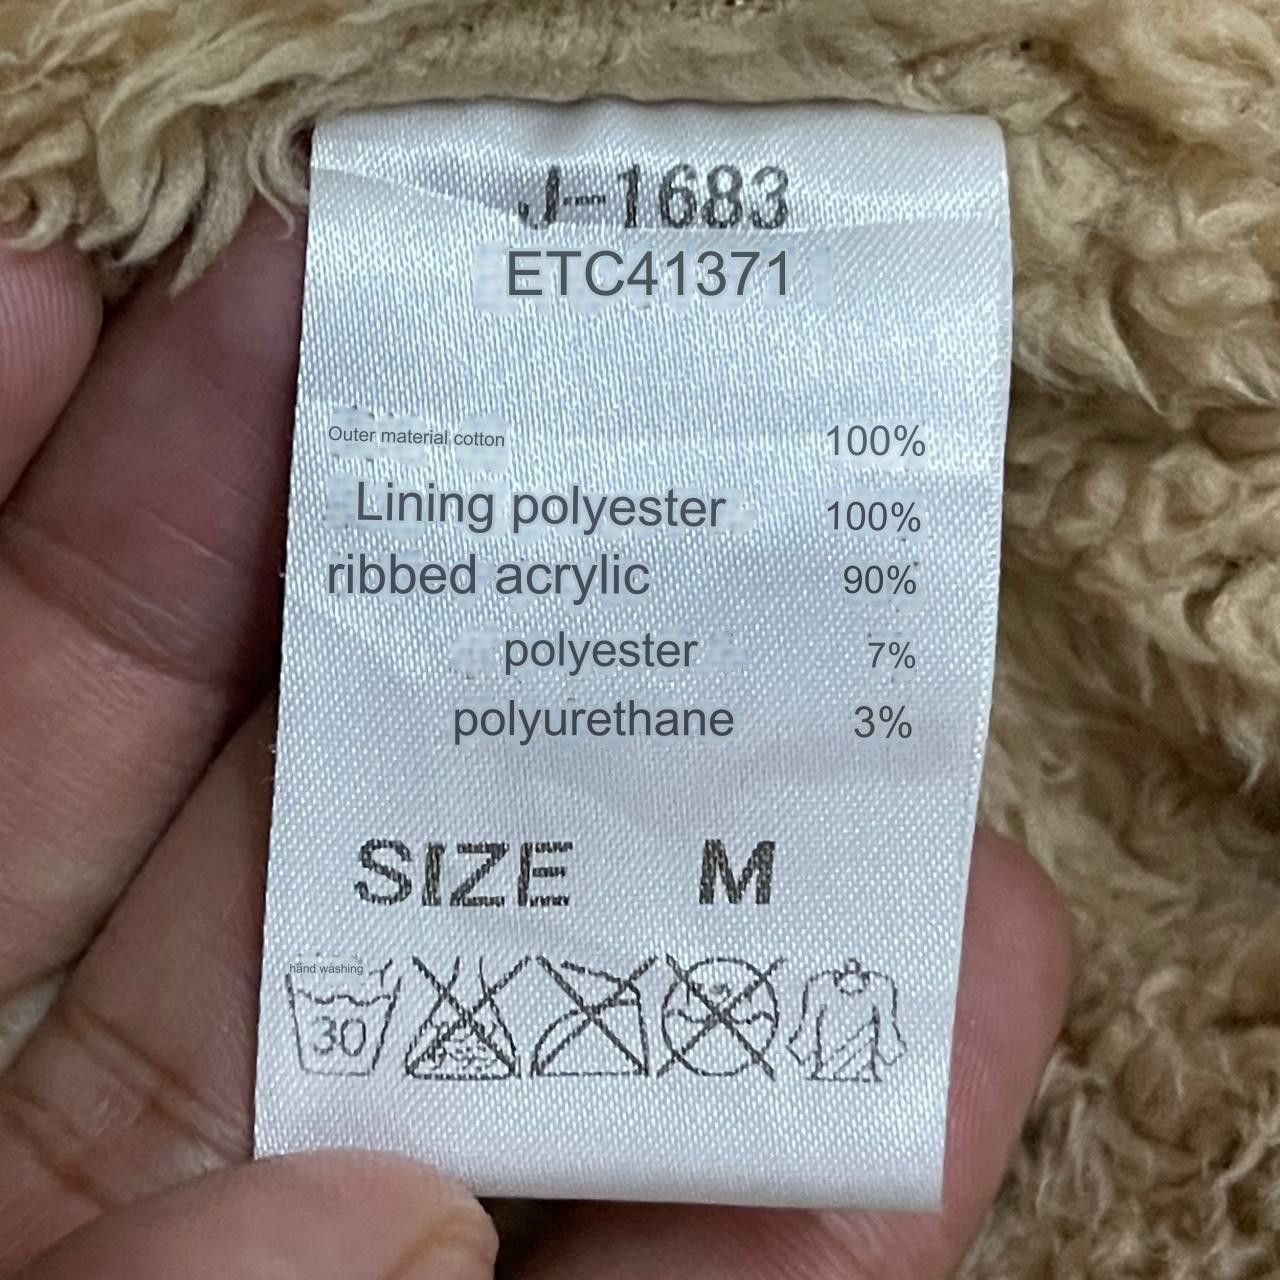 J-1683
ETC41371
Outer material cotton 100%
Lining polyester 100%
ribbed acrylic 90%
polyester 7%
polyurethane 3%
SIZE M
hand washing
30